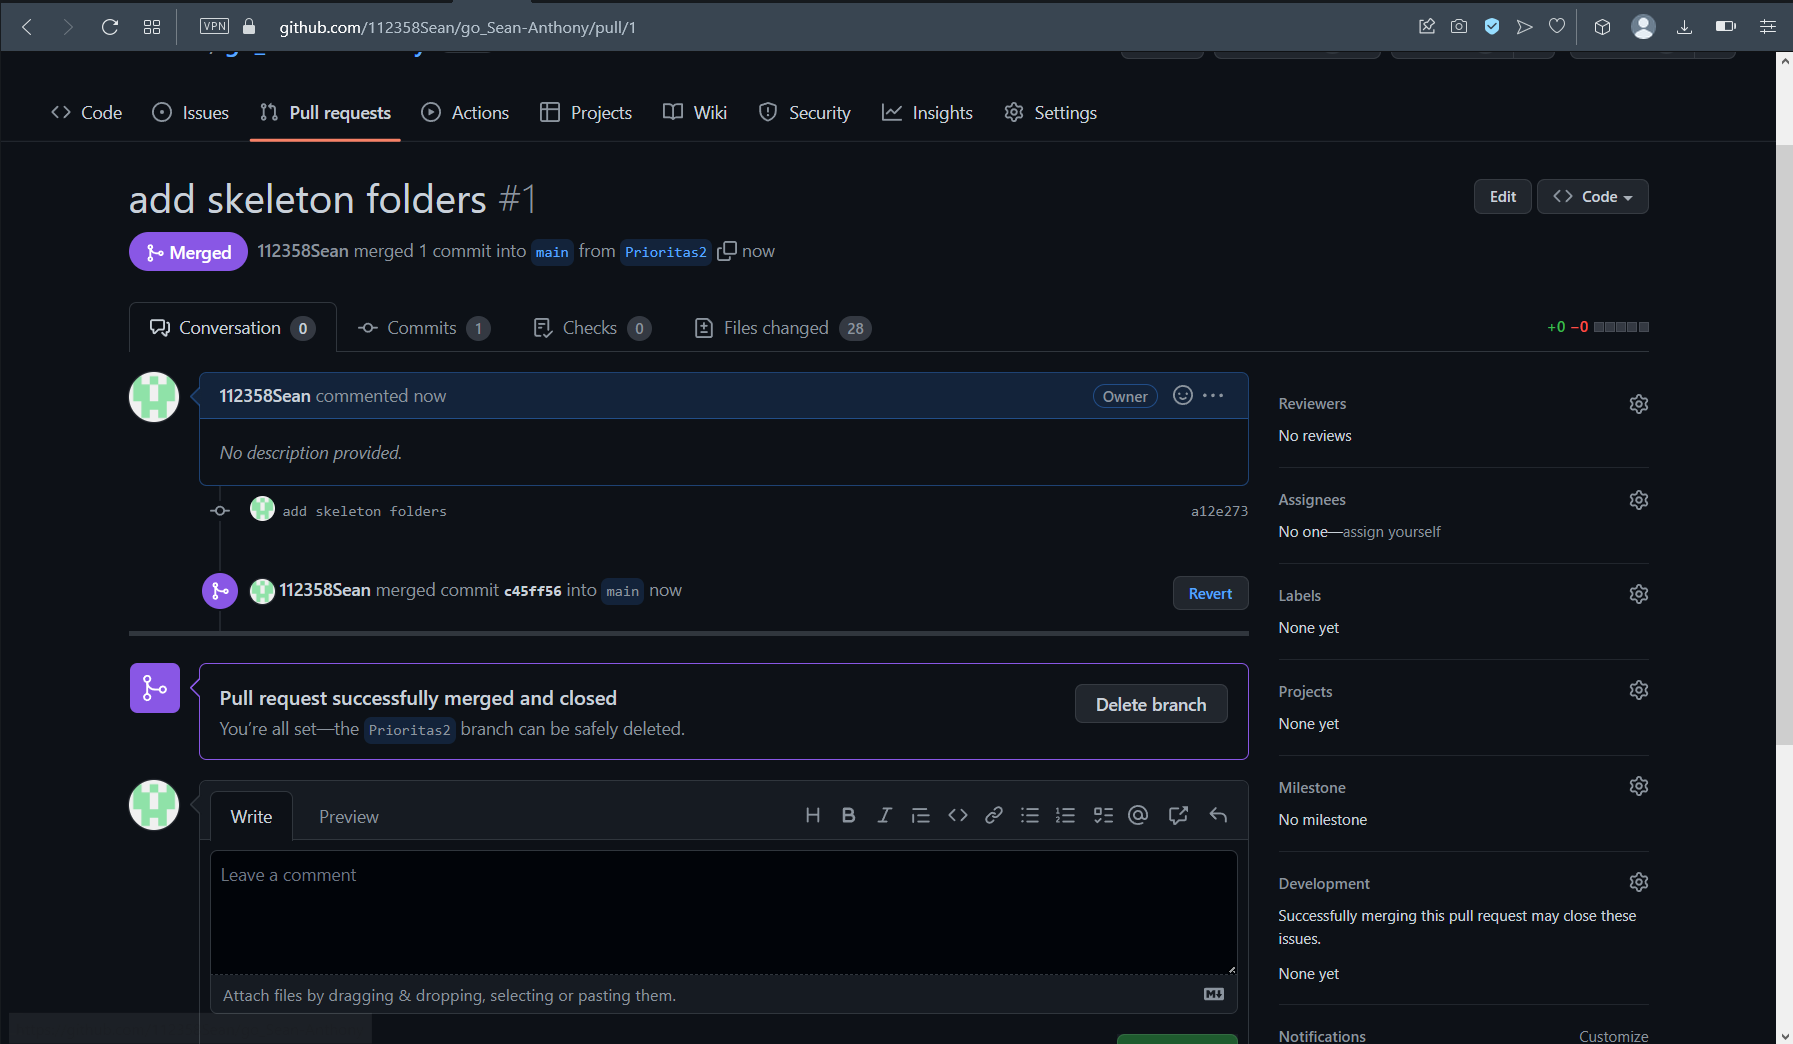 VPN github.com/112358Sean/go_Sean-Anthony/pull/1
Code Issues Pull requests Actions Projects Wiki Security Insights Settings
add skeleton folders #1
Edit Code
Merged 112358Sean merged 1 commit into main from Prioritas2 now
Conversation 0 Commits 1 Checks 0 Files changed 28 +0 −0
112358Sean commented now Owner
No description provided.
add skeleton folders a12e273
112358Sean merged commit c45ff56 into main now Revert
Pull request successfully merged and closed
You're all set—the Prioritas2 branch can be safely deleted.
Delete branch
Write Preview
Leave a comment
Attach files by dragging & dropping, selecting or pasting them.
Reviewers
No reviews
Assignees
No one—assign yourself
Labels
None yet
Projects
None yet
Milestone
No milestone
Development
Successfully merging this pull request may close these
issues.
None yet
Notifications Customize